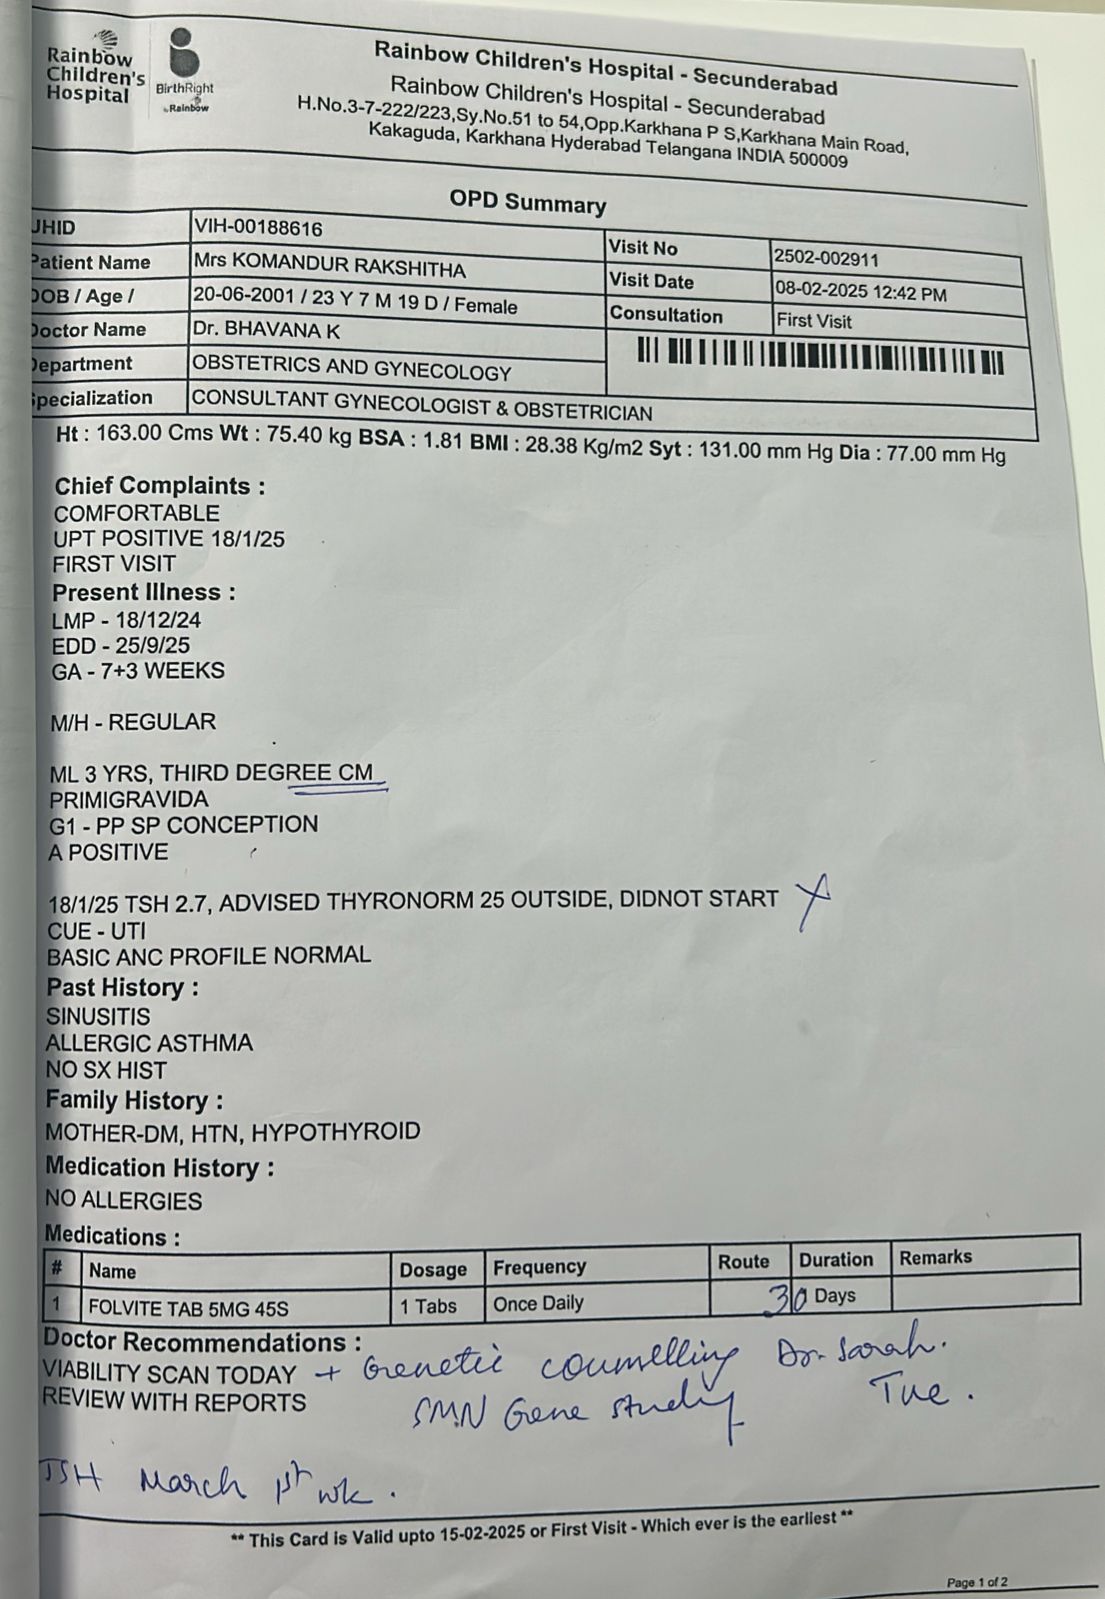 Rainbow Children's Hospital
BirthRight
by Rainbow
Rainbow Children's Hospital - Secunderabad
Rainbow Children's Hospital - Secunderabad
H.No.3-7-222/223,Sy.No.51 to 54,Opp.Karkhana P S,Karkhana Main Road,
Kakaguda, Karkhana Hyderabad Telangana INDIA 500009
OPD Summary
UHID VIH-00188616 Visit No 2502-002911
Patient Name Mrs KOMANDUR RAKSHITHA Visit Date 08-02-2025 12:42 PM
DOB / Age / 20-06-2001 / 23 Y 7 M 19 D / Female Consultation First Visit
Doctor Name Dr. BHAVANA K
Department OBSTETRICS AND GYNECOLOGY
Specialization CONSULTANT GYNECOLOGIST & OBSTETRICIAN
Ht : 163.00 Cms Wt : 75.40 kg BSA : 1.81 BMI : 28.38 Kg/m2 Syt : 131.00 mm Hg Dia : 77.00 mm Hg
Chief Complaints :
COMFORTABLE
UPT POSITIVE 18/1/25
FIRST VISIT
Present Illness :
LMP - 18/12/24
EDD - 25/9/25
GA - 7+3 WEEKS
M/H - REGULAR
ML 3 YRS, THIRD DEGREE CM
PRIMIGRAVIDA
G1 - PP SP CONCEPTION
A POSITIVE
18/1/25 TSH 2.7, ADVISED THYRONORM 25 OUTSIDE, DIDNOT START X
CUE - UTI
BASIC ANC PROFILE NORMAL
Past History :
SINUSITIS
ALLERGIC ASTHMA
NO SX HIST
Family History :
MOTHER-DM, HTN, HYPOTHYROID
Medication History :
NO ALLERGIES
Medications :
# Name Dosage Frequency Route Duration Remarks
1 FOLVITE TAB 5MG 45S 1 Tabs Once Daily 30 Days
Doctor Recommendations :
VIABILITY SCAN TODAY + Genetic counselling Dr. Sarah.
REVIEW WITH REPORTS SMN Gene study Tue.
TSH March 1st wk.
** This Card is Valid upto 15-02-2025 or First Visit - Which ever is the earliest **
Page 1 of 2